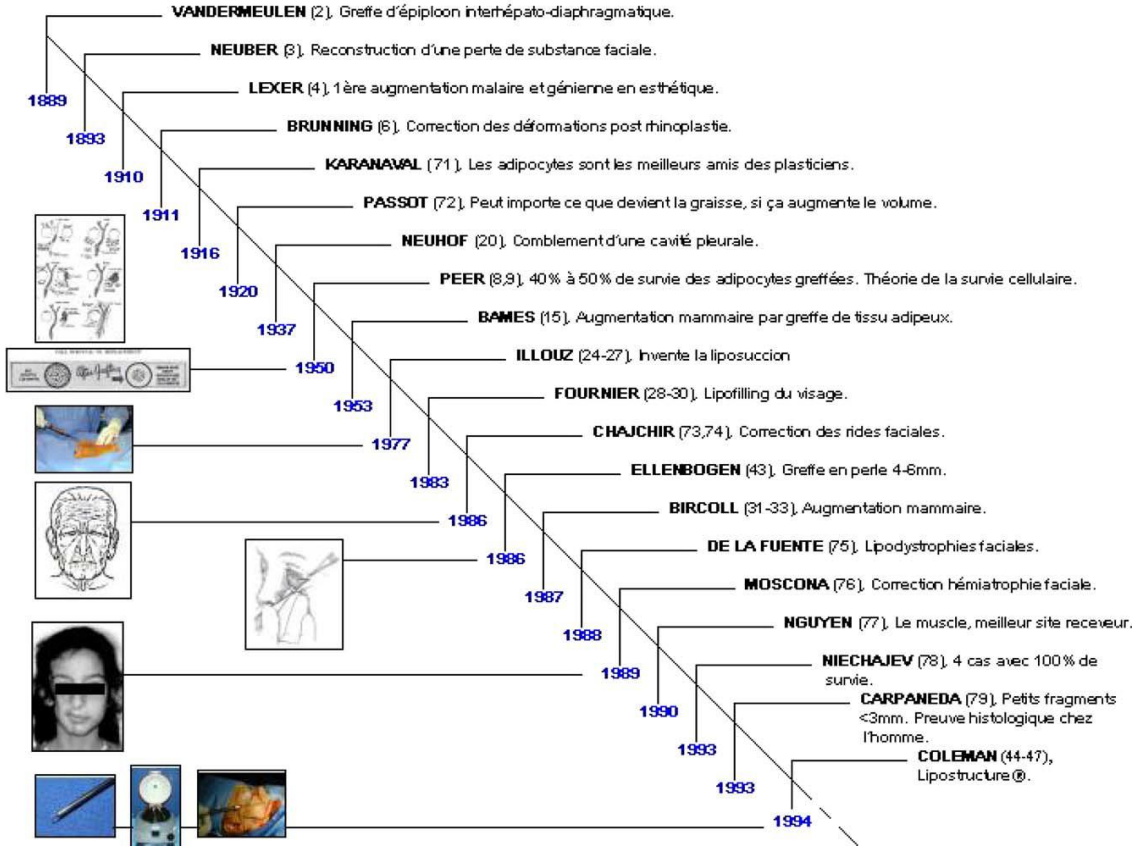 VANDERMEULEN (2), Greffe d'épiploon interhépato-diaphragmatique.
1889
NEUBER (3), Reconstruction d'une perte de substance faciale.
1893
LEXER (4), 1ère augmentation malaire et génienne en esthétique.
1910
BRUNNING (6), Correction des déformations post rhinoplastie.
1911
KARANAVAL (71), Les adipocytes sont les meilleurs amis des plasticiens.
1916
PASSOT (72), Peut importe ce que devient la graisse, si ça augmente le volume.
1920
NEUHOF (20), Comblement d'une cavité pleurale.
1937
PEER (8,9), 40% à 50% de survie des adipocytes greffées. Théorie de la survie cellulaire.
1950
BAMES (15), Augmentation mammaire par greffe de tissu adipeux.
1953
ILLOUZ (24-27), Invente la liposuccion
1977
FOURNIER (28-30), Lipofilling du visage.
1983
CHAJCHIR (73,74), Correction des rides faciales.
1986
ELLENBOGEN (43), Greffe en perle 4-6mm.
1986
BIRCOLL (31-33), Augmentation mammaire.
1987
DE LA FUENTE (75), Lipodystrophies faciales.
1988
MOSCONA (76), Correction hémiatrophie faciale.
1989
NGUYEN (77), Le muscle, meilleur site receveur.
1990
NIECHAJEV (78), 4 cas avec 100% de
survie.
1993
CARPANEDA (79), Petits fragments
<3mm. Preuve histologique chez
l'homme.
1993
COLEMAN (44-47),
Lipostructure®.
1994
After Grafting